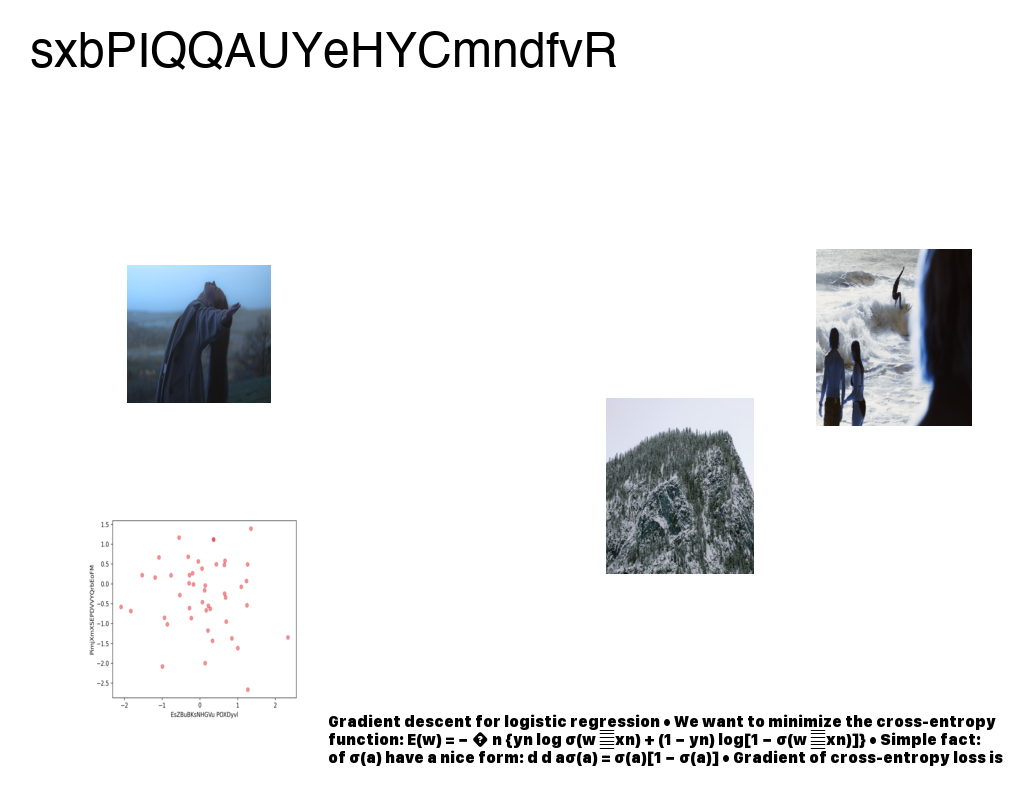 sxbPIQQAUYeHYCmndfvR
1.5
1.0
0.5
0.0
−0.5
−1.0
−1.5
−2.0
−2.5
−2 −1 0 1 2
EsZBuBKsNHGVu POXDyvl
Gradient descent for logistic regression • We want to minimize the cross-entropy
function: E(w) = − � n {yn log σ(w xn) + (1 − yn) log[1 − σ(w xn)]} • Simple fact:
of σ(a) have a nice form: d d aσ(a) = σ(a)[1 − σ(a)] • Gradient of cross-entropy loss is